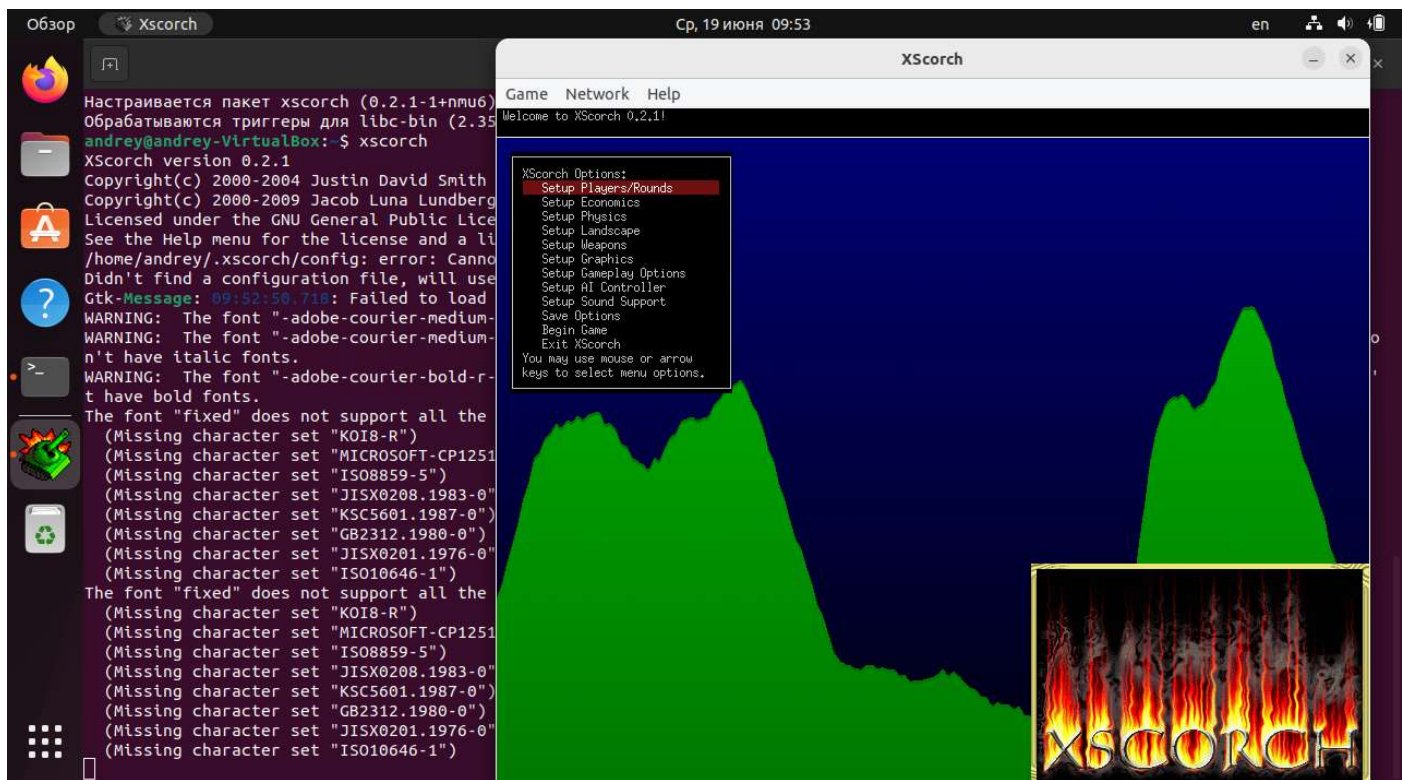 Обзор
Xscorch
Ср, 19 июня 09:53
en
Настраивается пакет xscorch (0.2.1-1+nmu6)
Обрабатываются триггеры для libc-bin (2.35
andrey@andrey-VirtualBox:~$ xscorch
XScorch version 0.2.1
Copyright(c) 2000-2004 Justin David Smith
Copyright(c) 2000-2009 Jacob Luna Lundberg
Licensed under the GNU General Public Lice
See the Help menu for the license and a li
/home/andrey/.xscorch/config: error: Canno
Didn't find a configuration file, will use
Gtk-Message: 09:52:50.718: Failed to load
WARNING:  The font "-adobe-courier-medium-
WARNING:  The font "-adobe-courier-medium-
o
n't have italic fonts.
WARNING:  The font "-adobe-courier-bold-r-
'
t have bold fonts.
The font "fixed" does not support all the
(Missing character set "KOI8-R")
(Missing character set "MICROSOFT-CP1251
(Missing character set "ISO8859-5")
(Missing character set "JISX0208.1983-0"
(Missing character set "KSC5601.1987-0")
(Missing character set "GB2312.1980-0")
(Missing character set "JISX0201.1976-0"
(Missing character set "ISO10646-1")
The font "fixed" does not support all the
(Missing character set "KOI8-R")
(Missing character set "MICROSOFT-CP1251
(Missing character set "ISO8859-5")
(Missing character set "JISX0208.1983-0"
(Missing character set "KSC5601.1987-0")
(Missing character set "GB2312.1980-0")
(Missing character set "JISX0201.1976-0"
(Missing character set "ISO10646-1")
XScorch
Game Network Help
Welcome to XScorch 0.2.1!
XScorch Options:
Setup Players/Rounds
Setup Economics
Setup Physics
Setup Landscape
Setup Weapons
Setup Graphics
Setup Gameplay Options
Setup AI Controller
Setup Sound Support
Save Options
Begin Game
Exit XScorch
You may use mouse or arrow
keys to select menu options.
XSCORCH